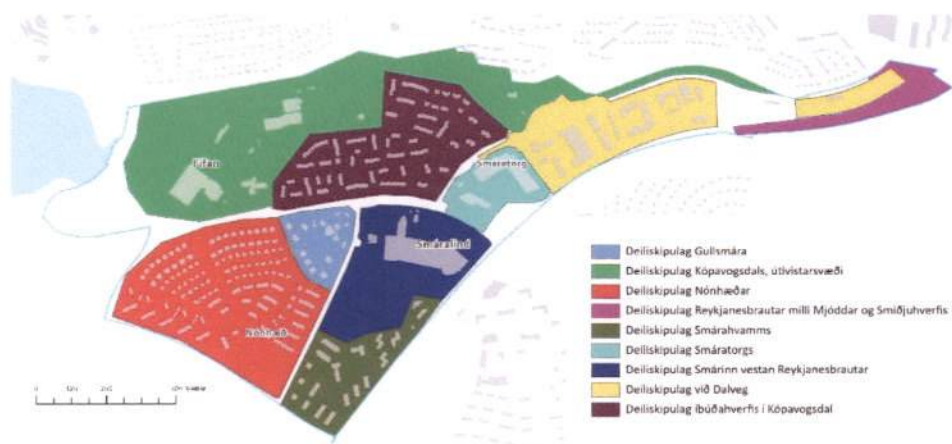 Fífan
Smáratorg
Smáralind
Nónhæð
Deiliskipulag Gullsmára
Deiliskipulag Kópavogsdals, útivistarsvæði
Deiliskipulag Nónhæðar
Deiliskipulag Reykjanesbrautar milli Mjóddar og Smiðjuhverfis
Deiliskipulag Smárahvamms
Deiliskipulag Smáratorgs
Deiliskipulag Smárinn vestan Reykjanesbrautar
Deiliskipulag við Dalveg
Deiliskipulag íbúðahverfis í Kópavogsdal
0